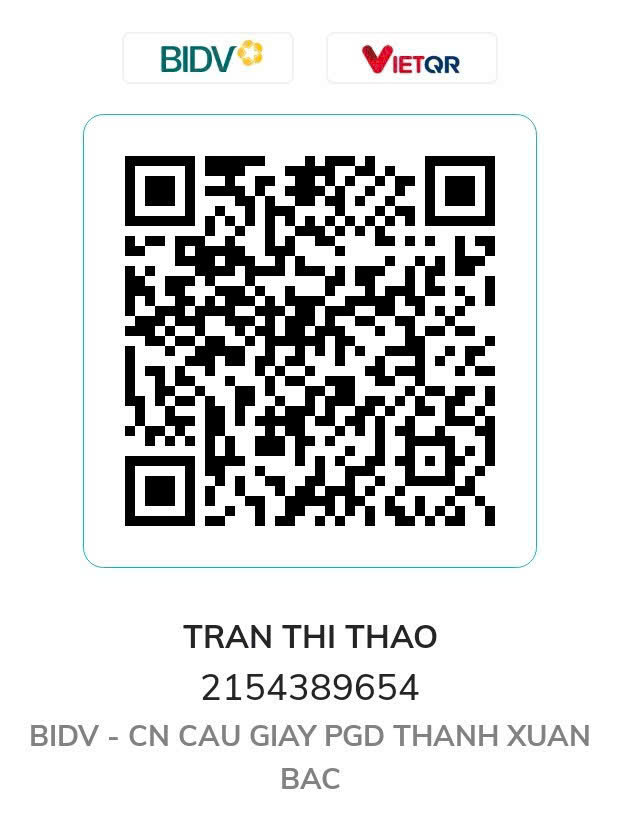 BIDV
VIETQR
TRAN THI THAO
2154389654
BIDV - CN CAU GIAY PGD THANH XUAN
BAC